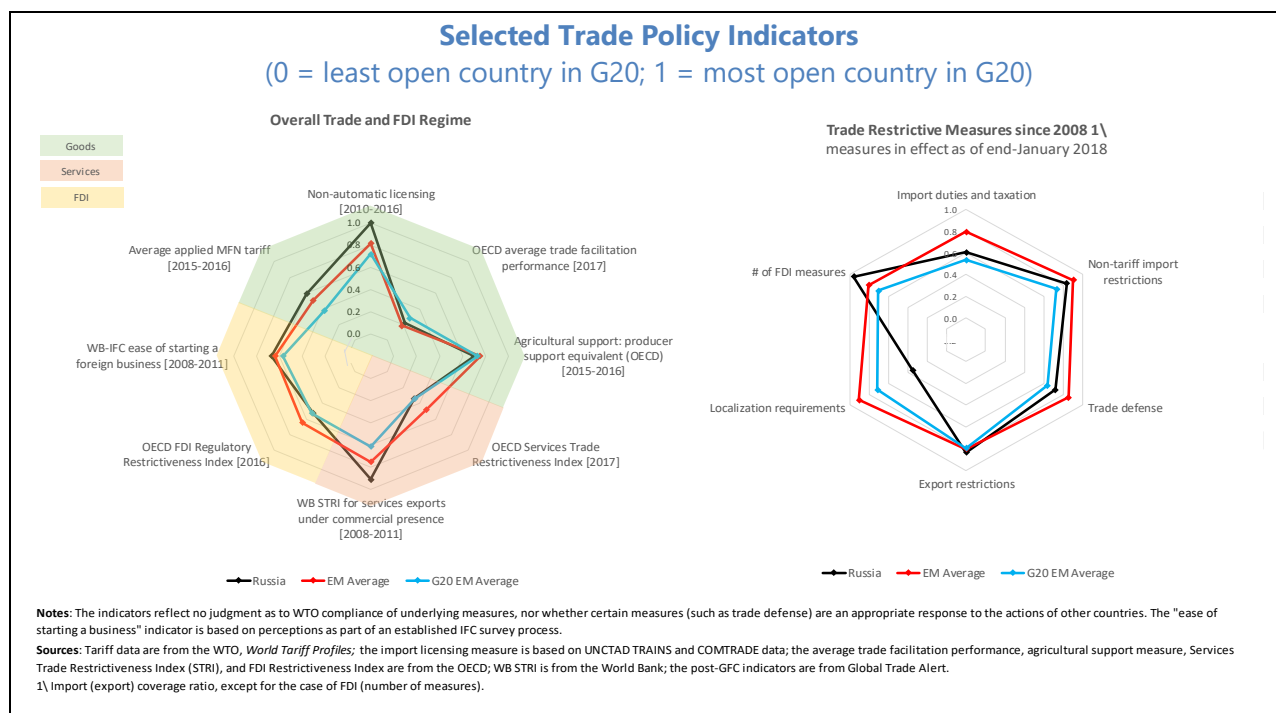 Selected Trade Policy Indicators
(0 = least open country in G20; 1 = most open country in G20)
Overall Trade and FDI Regime
Goods
Services
FDI
Non-automatic licensing
[2010-2016]
OECD average trade facilitation
performance [2017]
Agricultural support: producer
support equivalent (OECD)
[2015-2016]
OECD Services Trade
Restrictiveness Index [2017]
WB STRI for services exports
under commercial presence
[2008-2011]
OECD FDI Regulatory
Restrictiveness Index [2016]
WB-IFC ease of starting a
foreign business [2008-2011]
Average applied MFN tariff
[2015-2016]
1.0
0.8
0.6
0.4
0.2
0.0
Russia
EM Average
G20 EM Average
Trade Restrictive Measures since 2008 1\
measures in effect as of end-January 2018
Import duties and taxation
Non-tariff import
restrictions
Trade defense
Export restrictions
Localization requirements
# of FDI measures
1.0
0.8
0.6
0.4
0.2
0.0
Russia
EM Average
G20 EM Average
Notes: The indicators reflect no judgment as to WTO compliance of underlying measures, nor whether certain measures (such as trade defense) are an appropriate response to the actions of other countries. The "ease of
starting a business" indicator is based on perceptions as part of an established IFC survey process.
Sources: Tariff data are from the WTO, World Tariff Profiles; the import licensing measure is based on UNCTAD TRAINS and COMTRADE data; the average trade facilitation performance, agricultural support measure, Services
Trade Restrictiveness Index (STRI), and FDI Restrictiveness Index are from the OECD; WB STRI is from the World Bank; the post-GFC indicators are from Global Trade Alert.
1\ Import (export) coverage ratio, except for the case of FDI (number of measures).